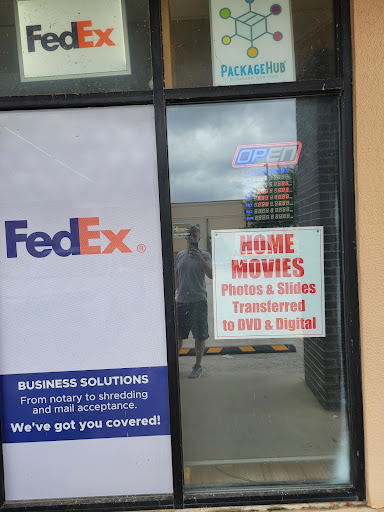 FedEx
PACKAGEHUB
OPEN
FedEx®
HOME
MOVIES
Photos & Slides
Transferred
to DVD & Digital
BUSINESS SOLUTIONS
From notary to shredding
and mail acceptance.
We've got you covered!